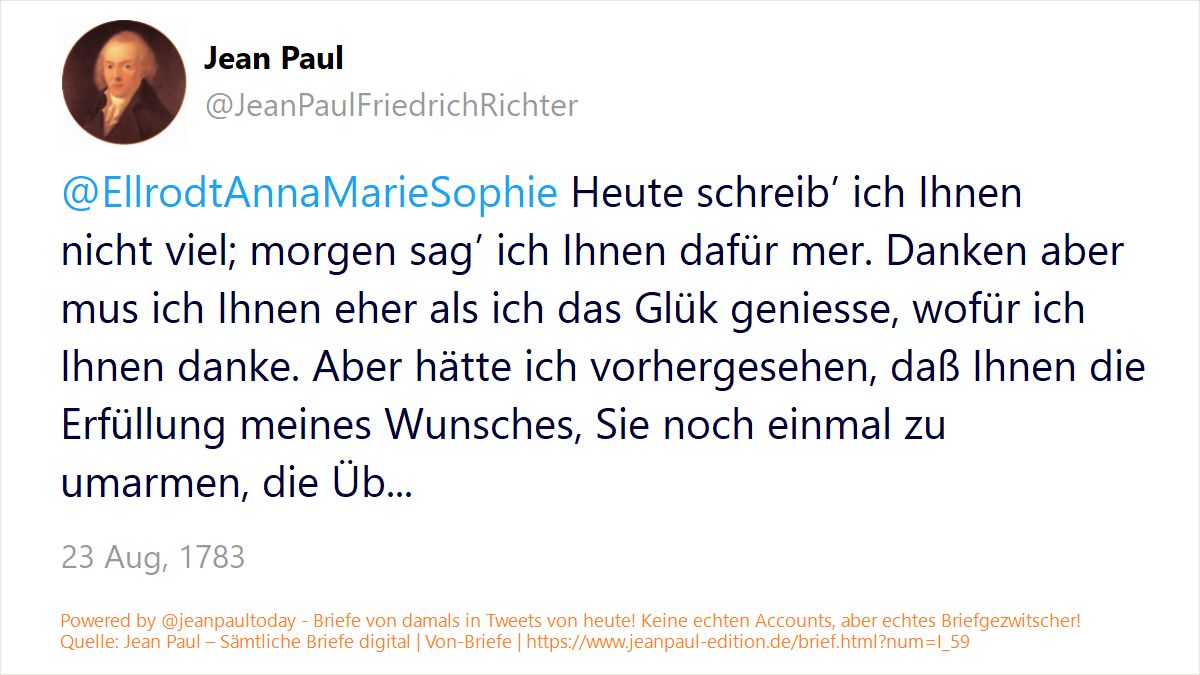 Jean Paul
@JeanPaulFriedrichRichter
@EllrodtAnnaMarieSophie Heute schreib’ ich Ihnen
nicht viel; morgen sag’ ich Ihnen dafür mer. Danken aber
mus ich Ihnen eher als ich das Glük geniesse, wofür ich
Ihnen danke. Aber hätte ich vorhergesehen, daß Ihnen die
Erfüllung meines Wunsches, Sie noch einmal zu
umarmen, die Üb...
23 Aug, 1783
Powered by @jeanpaultoday - Briefe von damals in Tweets von heute! Keine echten Accounts, aber echtes Briefgezwitscher!
Quelle: Jean Paul – Sämtliche Briefe digital | Von-Briefe | https://www.jeanpaul-edition.de/brief.html?num=I_59